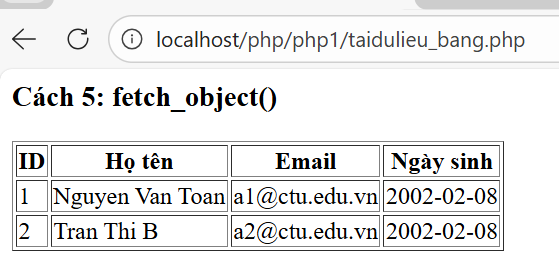 localhost/php/php1/taidulieu_bang.php
Cách 5: fetch_object()
ID Họ tên Email Ngày sinh
1 Nguyen Van Toan a1@ctu.edu.vn 2002-02-08
2 Tran Thi B a2@ctu.edu.vn 2002-02-08